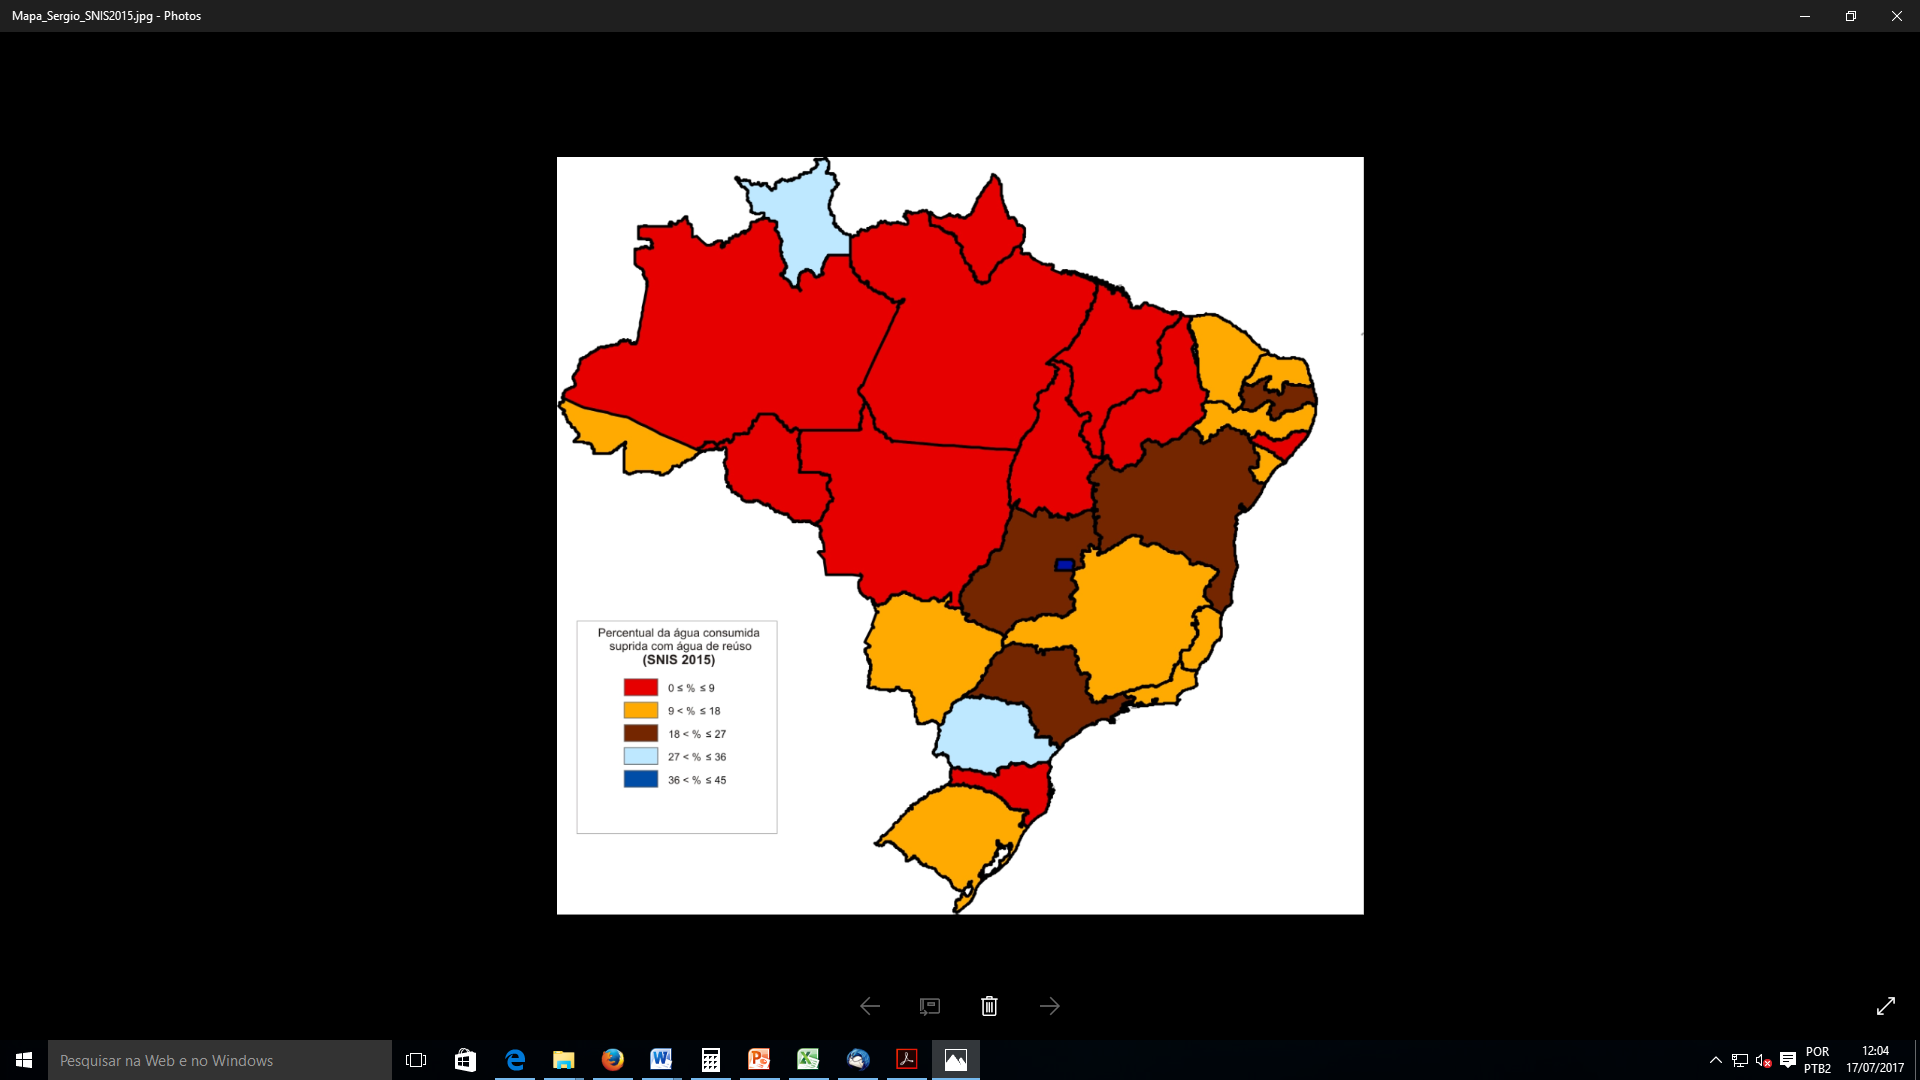 Mapa_Sergio_SNIS2015.jpg - Photos
Percentual da água consumida
suprida com água de reúso
(SNIS 2015)
0 ≤ % ≤ 9
9 < % ≤ 18
18 < % ≤ 27
27 < % ≤ 36
36 < % ≤ 45
Pesquisar na Web e no Windows
POR
PTB2
12:04
17/07/2017